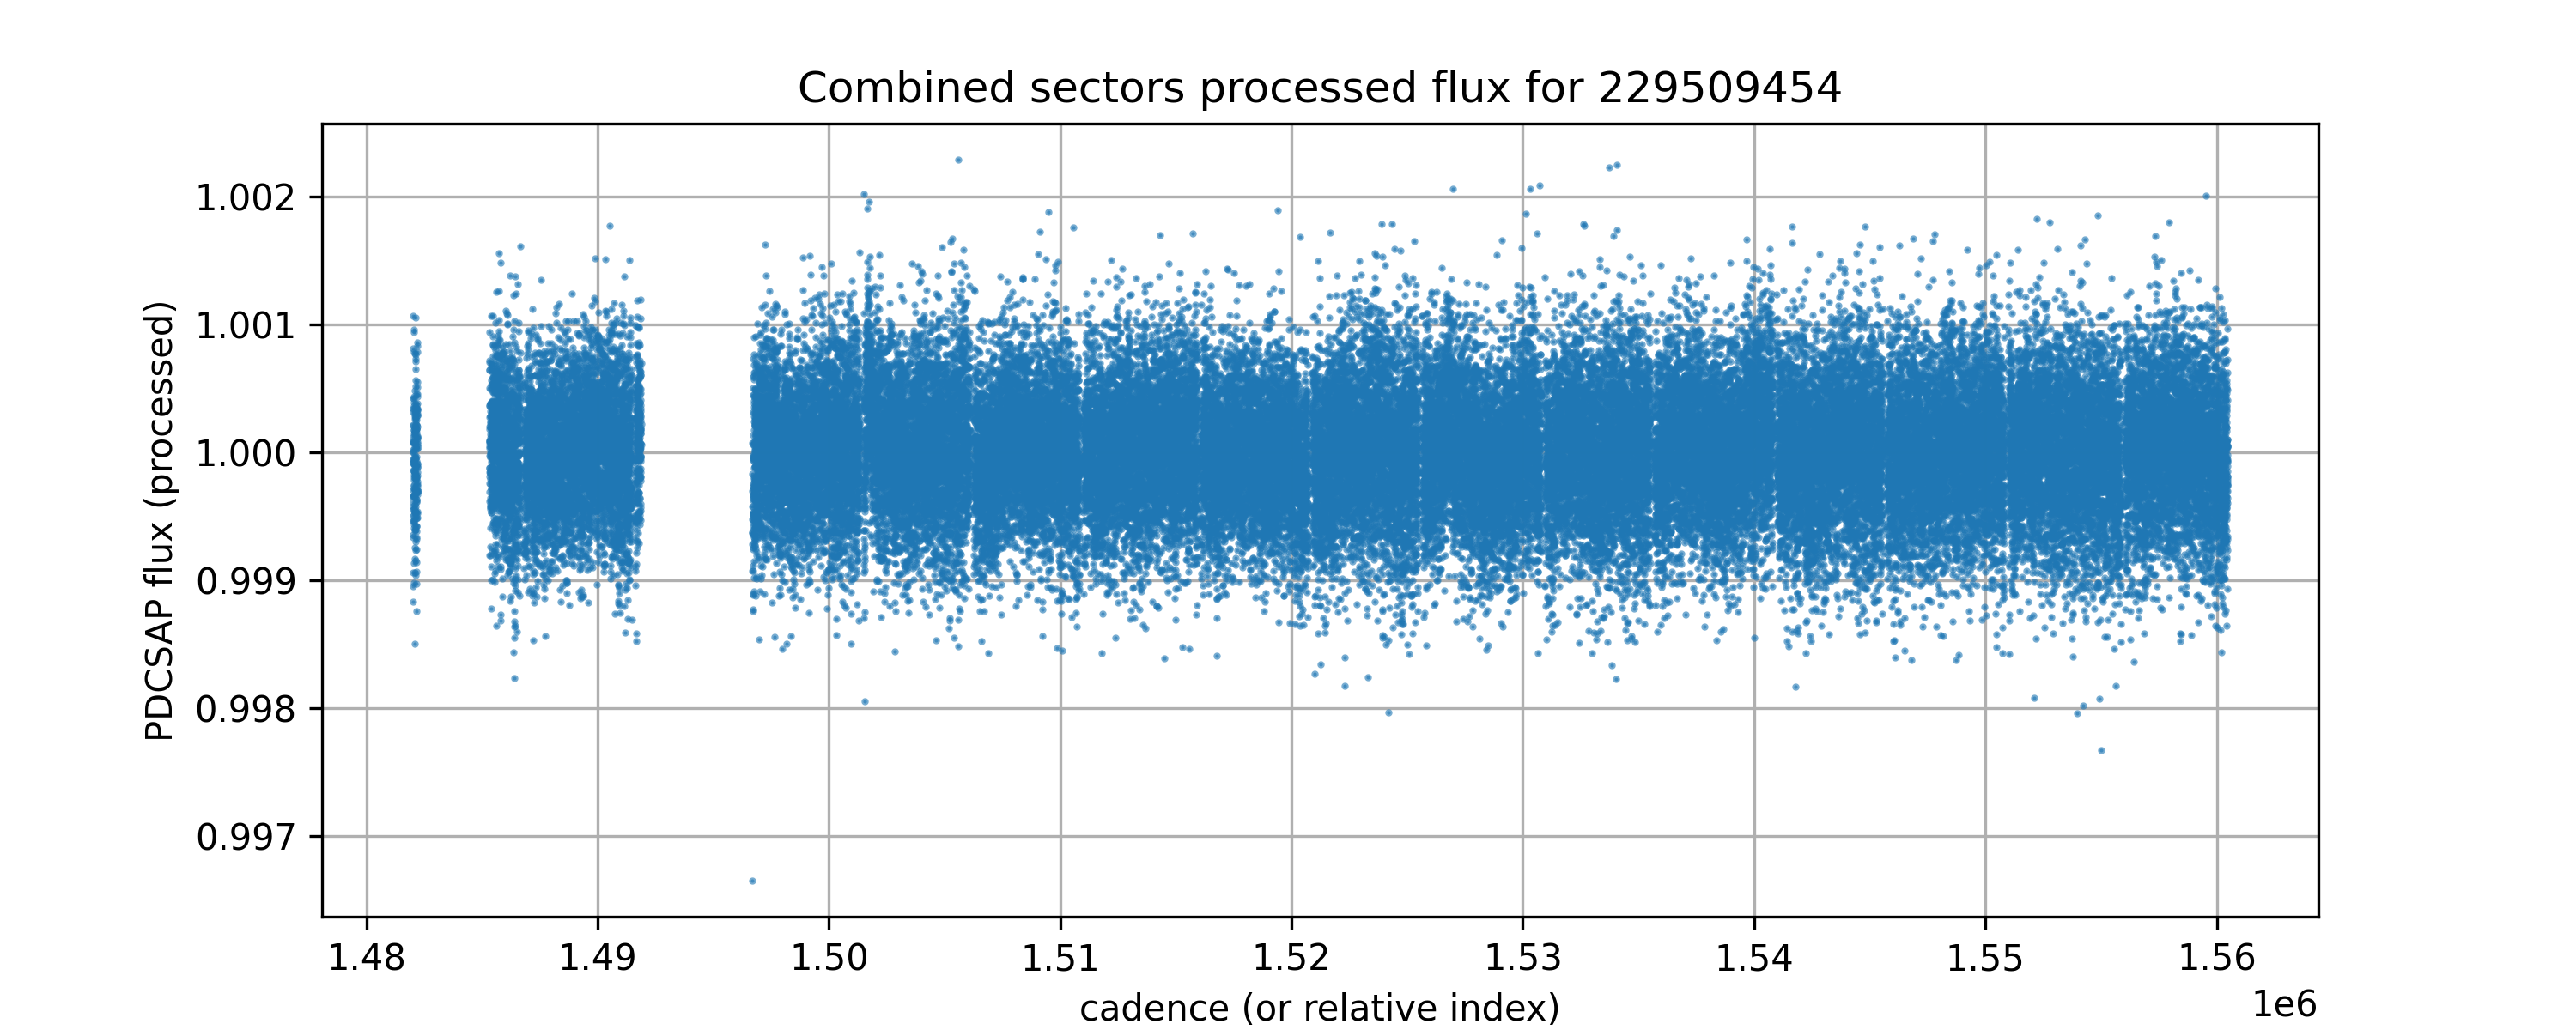 Combined sectors processed flux for 229509454
PDCSAP flux (processed)
1.002
1.001
1.000
0.999
0.998
0.997
1.48 1.49 1.50 1.51 1.52 1.53 1.54 1.55 1.56
cadence (or relative index)
1e6